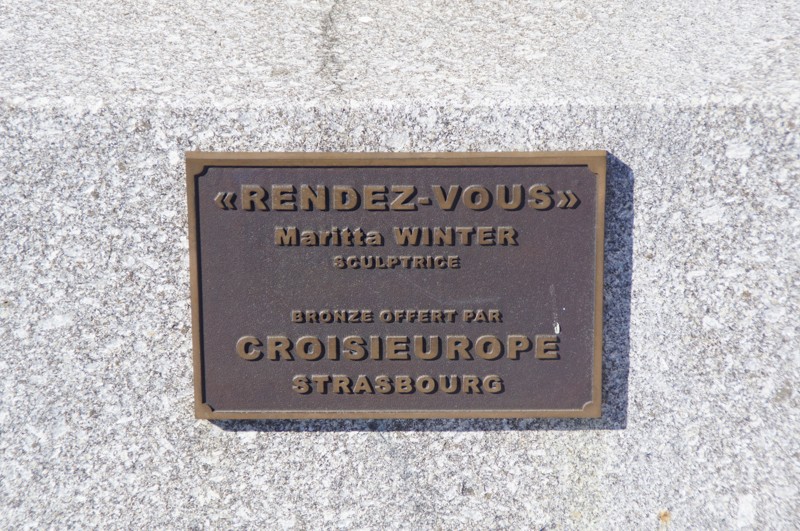 «RENDEZ-VOUS»
Maritta WINTER
SCULPTRICE
BRONZE OFFERT PAR
CROISIEUROPE
STRASBOURG